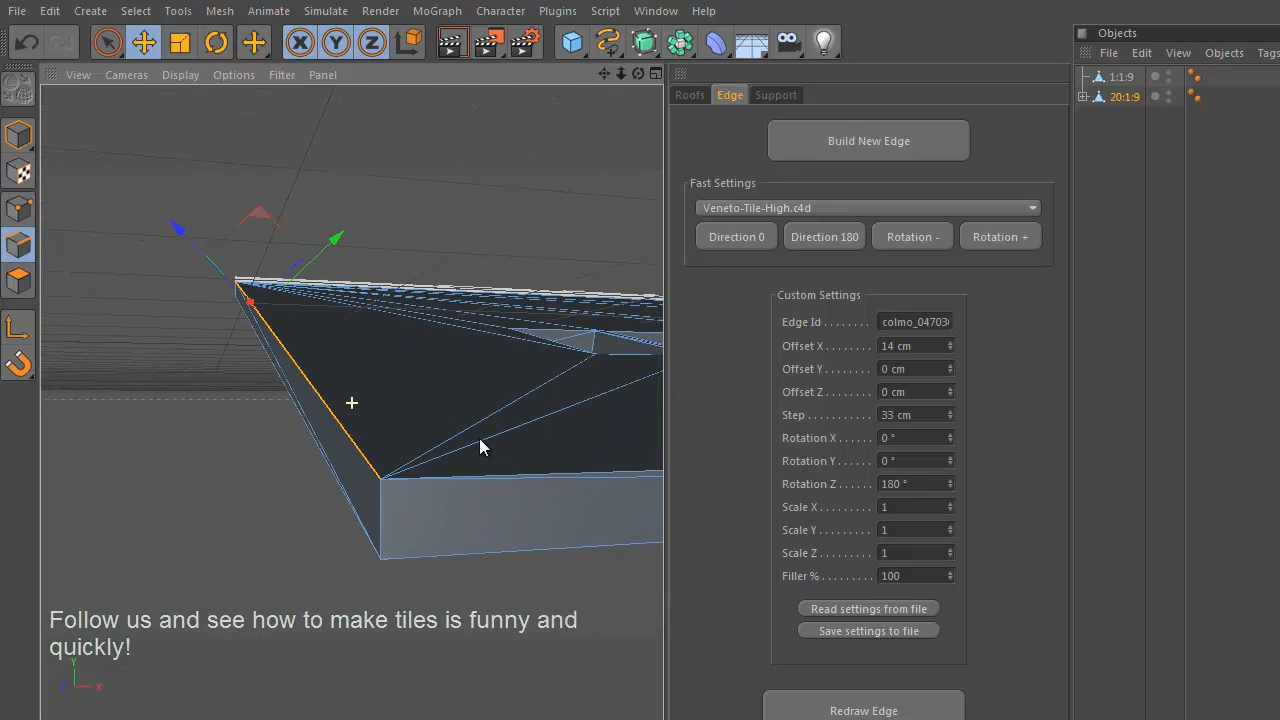 File Edit Create Select Tools Mesh Animate Simulate Render MoGraph Character Plugins Script Window Help
Objects
File Edit View Objects Tags
View Cameras Display Options Filter Panel
1:1:9
20:1:9
Roofs Edge Support
Build New Edge
Fast Settings
Veneto-Tile-High.c4d
Direction 0 Direction 180 Rotation - Rotation +
Custom Settings
Edge Id . . . . . . . . colmo_04703
Offset X . . . . . . . 14 cm
Offset Y . . . . . . . 0 cm
Offset Z . . . . . . . 0 cm
Step . . . . . . . . . . . 33 cm
Rotation X . . . . . . 0 °
Rotation Y . . . . . . 0 °
Rotation Z . . . . . . 180 °
Scale X . . . . . . . . . 1
Scale Y . . . . . . . . . 1
Scale Z . . . . . . . . . 1
Filler % . . . . . . . . . 100
Read settings from file
Save settings to file
Redraw Edge
Follow us and see how to make tiles is funny and
quickly!
Y
Z X